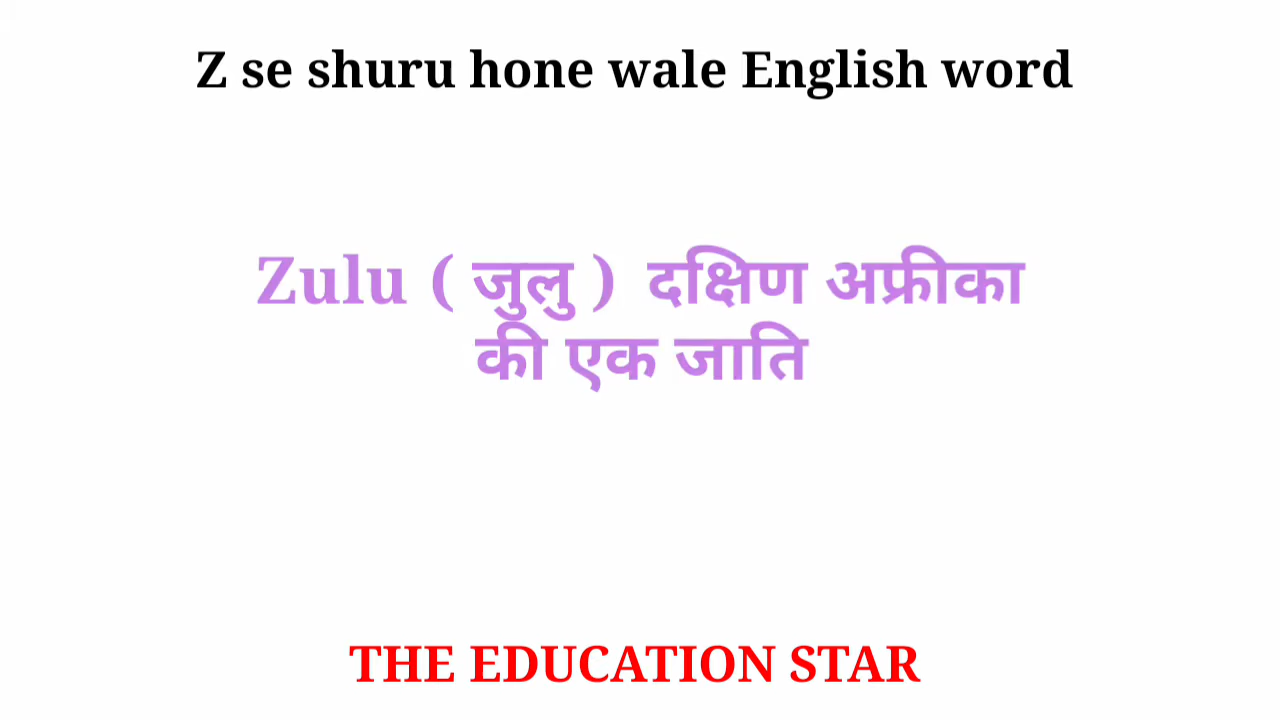 Z se shuru hone wale English word
Zulu ( जुलु ) दक्षिण अफ्रीका
की एक जाति
THE EDUCATION STAR